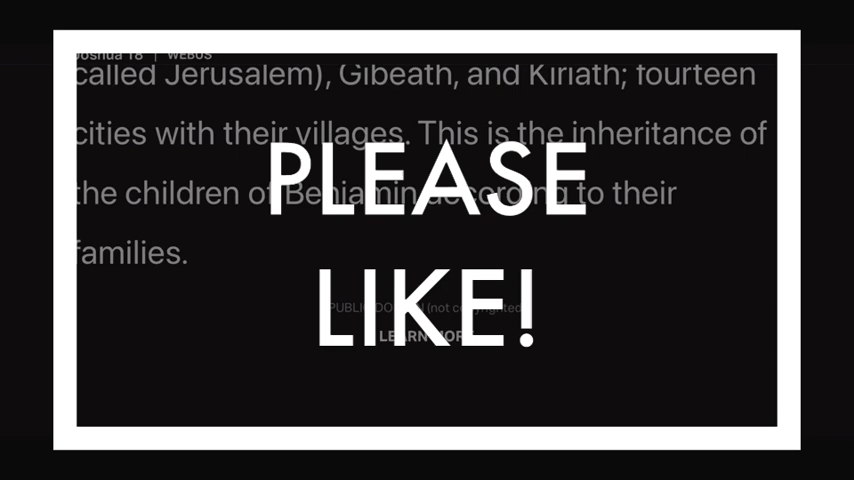 Joshua 18 | WEBUS
called Jerusalem), Gibeath, and Kiriath; fourteen
cities with their villages. This is the inheritance of
the children of Benjamin according to their
families.
PLEASE
LIKE!
PUBLIC DOMAIN (not copyrighted)
LEARN MORE